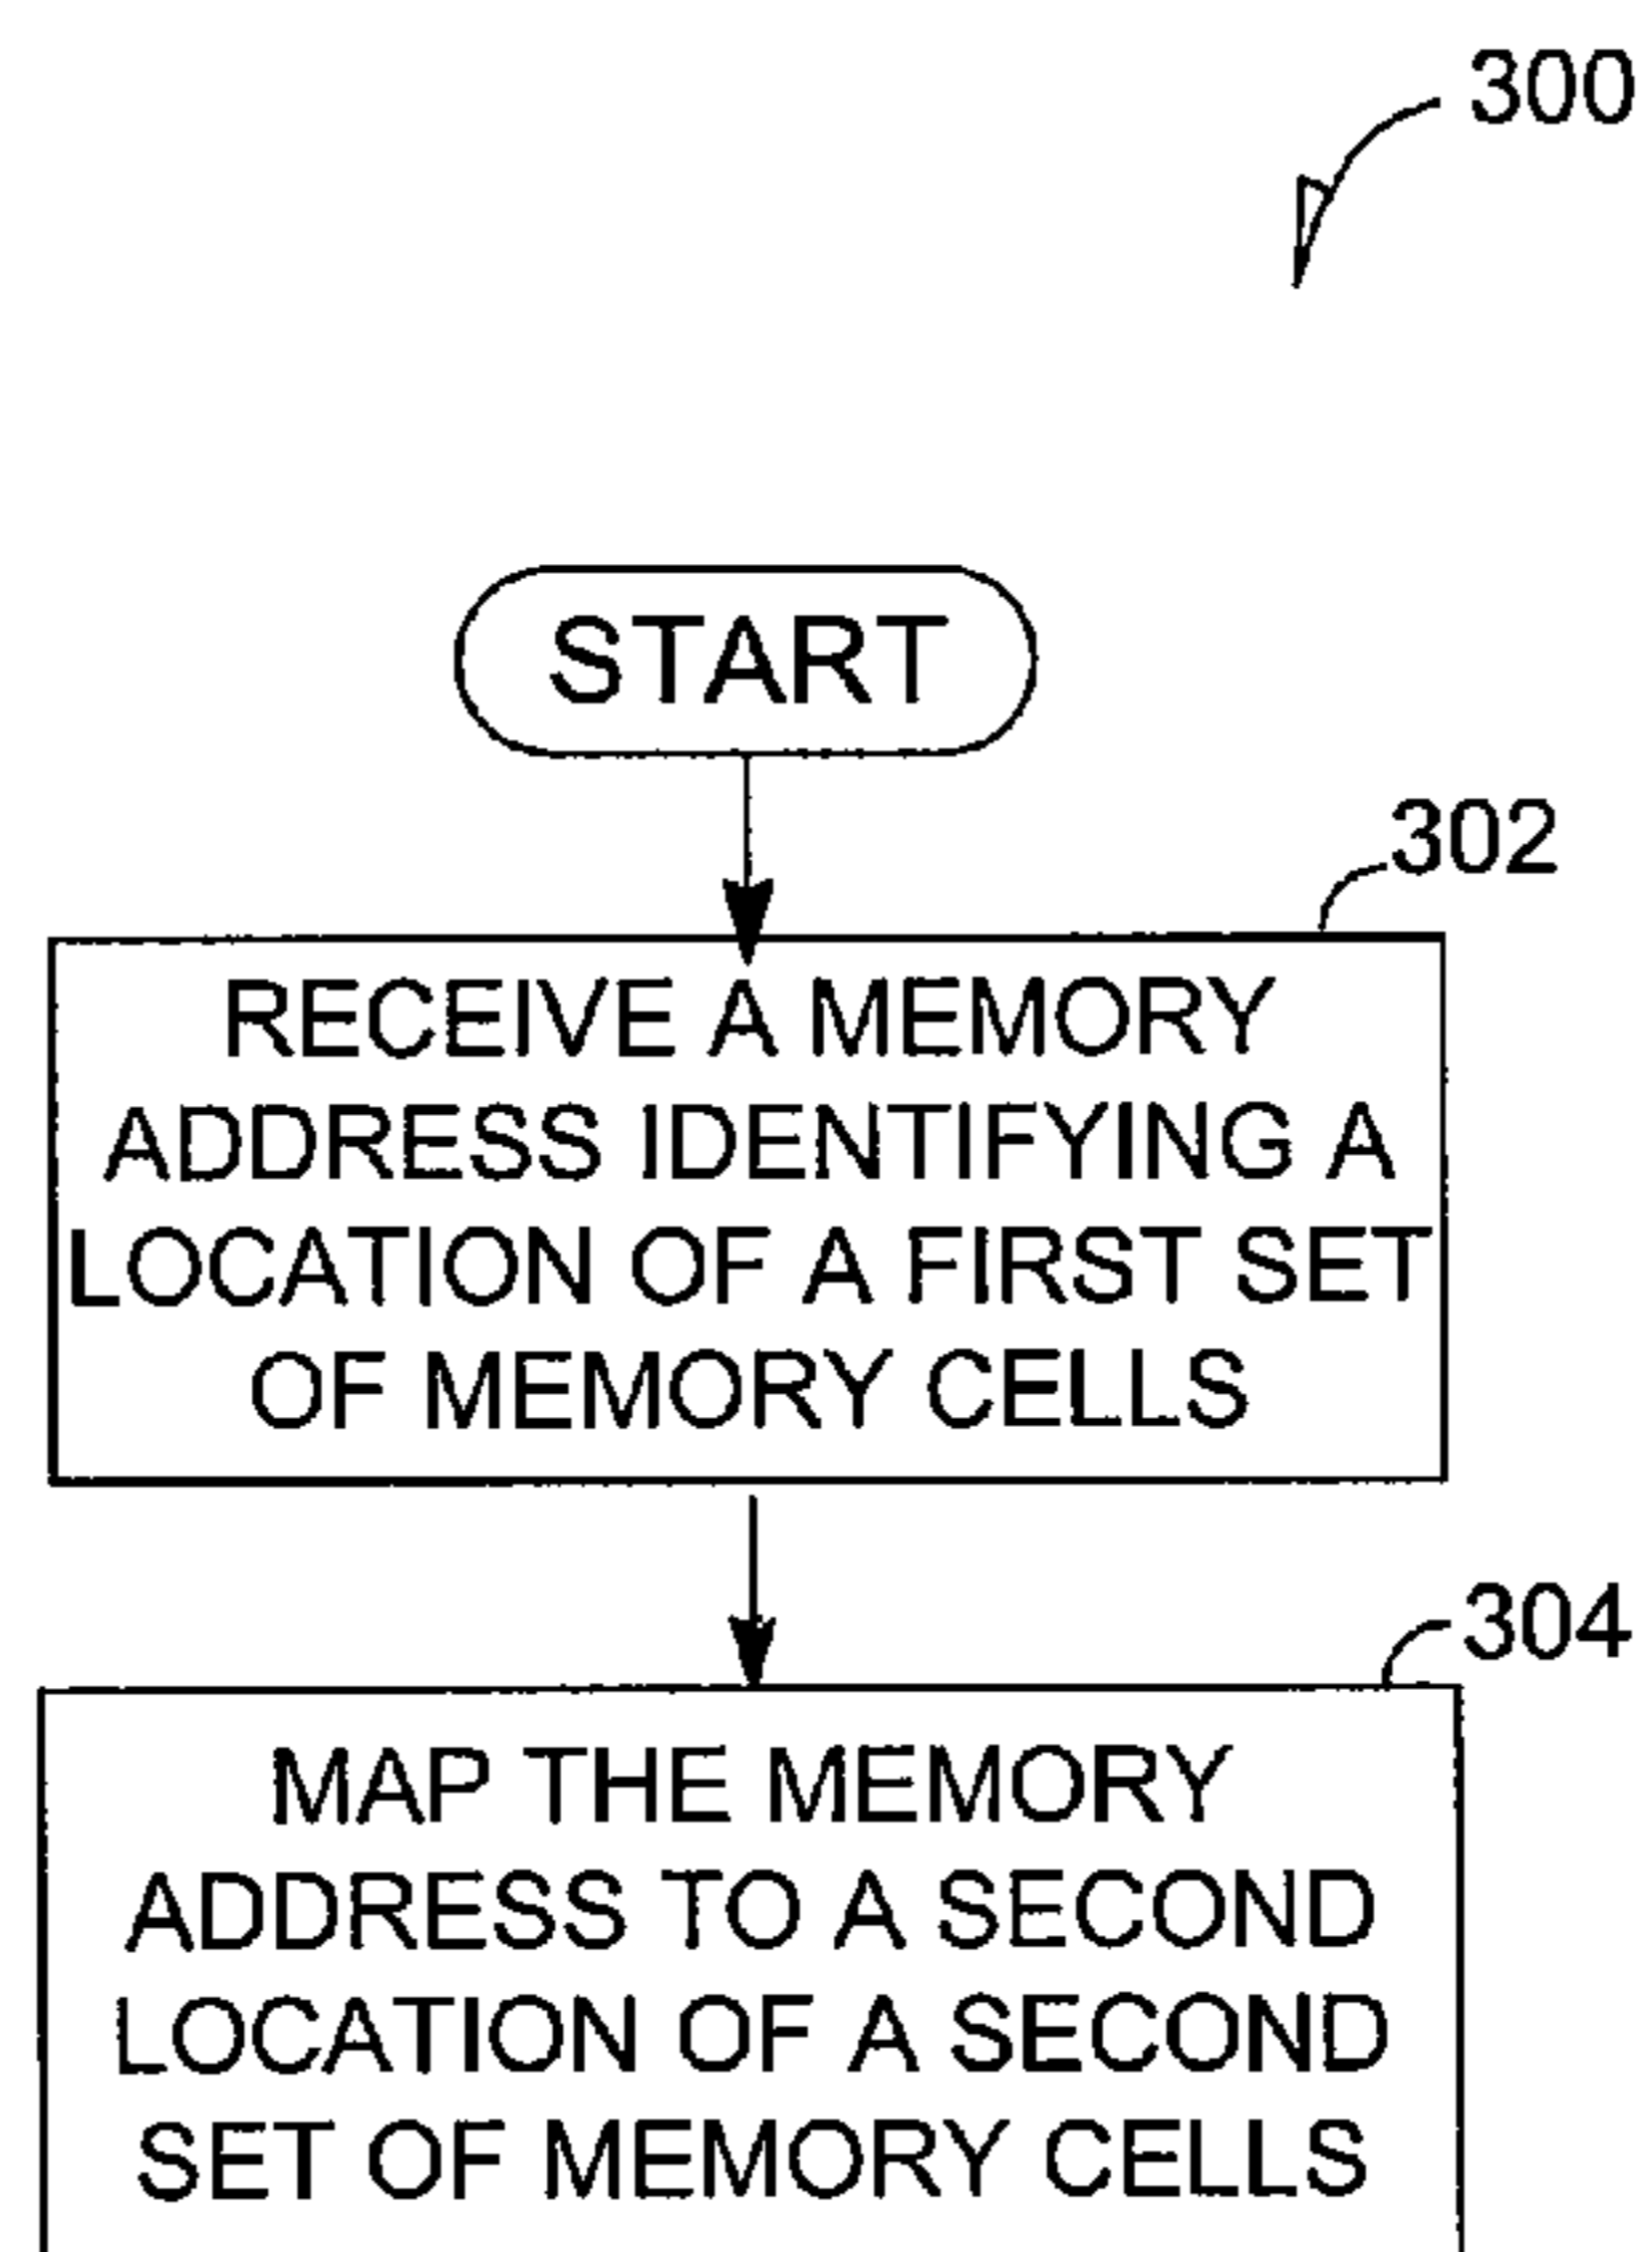 300
START
302
RECEIVE A MEMORY
ADDRESS IDENTIFYING A
LOCATION OF A FIRST SET
OF MEMORY CELLS
304
MAP THE MEMORY
ADDRESS TO A SECOND
LOCATION OF A SECOND
SET OF MEMORY CELLS